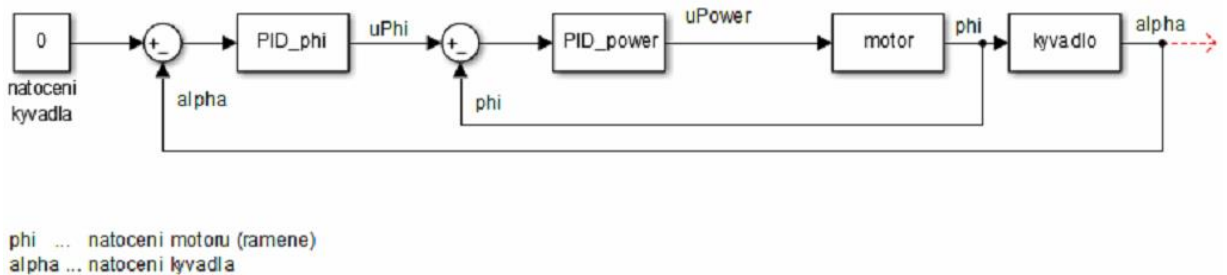 uPower
0
+
-
PID_phi
uPhi
+
-
PID_power
motor
phi
kyvadlo
alpha
natoceni
kyvadla
alpha
phi
phi ... natoceni motoru (ramene)
alpha ... natoceni kyvadla